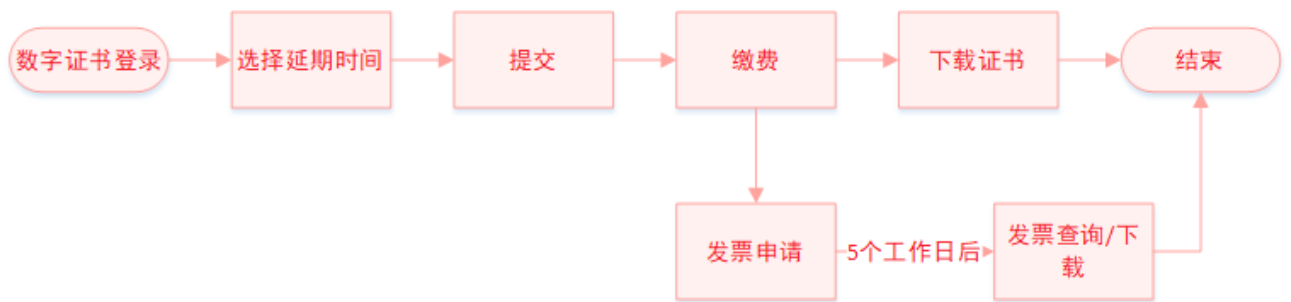 数字证书登录
选择延期时间
提交
缴费
下载证书
结束
发票申请
5个工作日后
发票查询/下
载